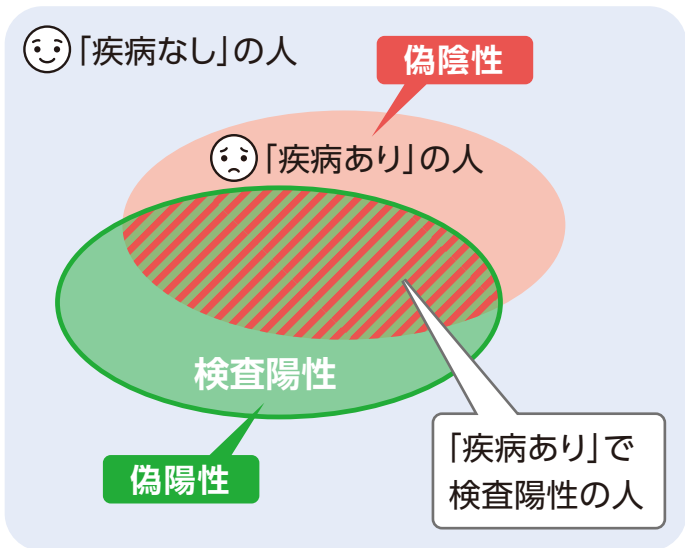 「疾病なし」の人
偽陰性
「疾病あり」の人
検査陽性
「疾病あり」で
検査陽性の人
偽陽性